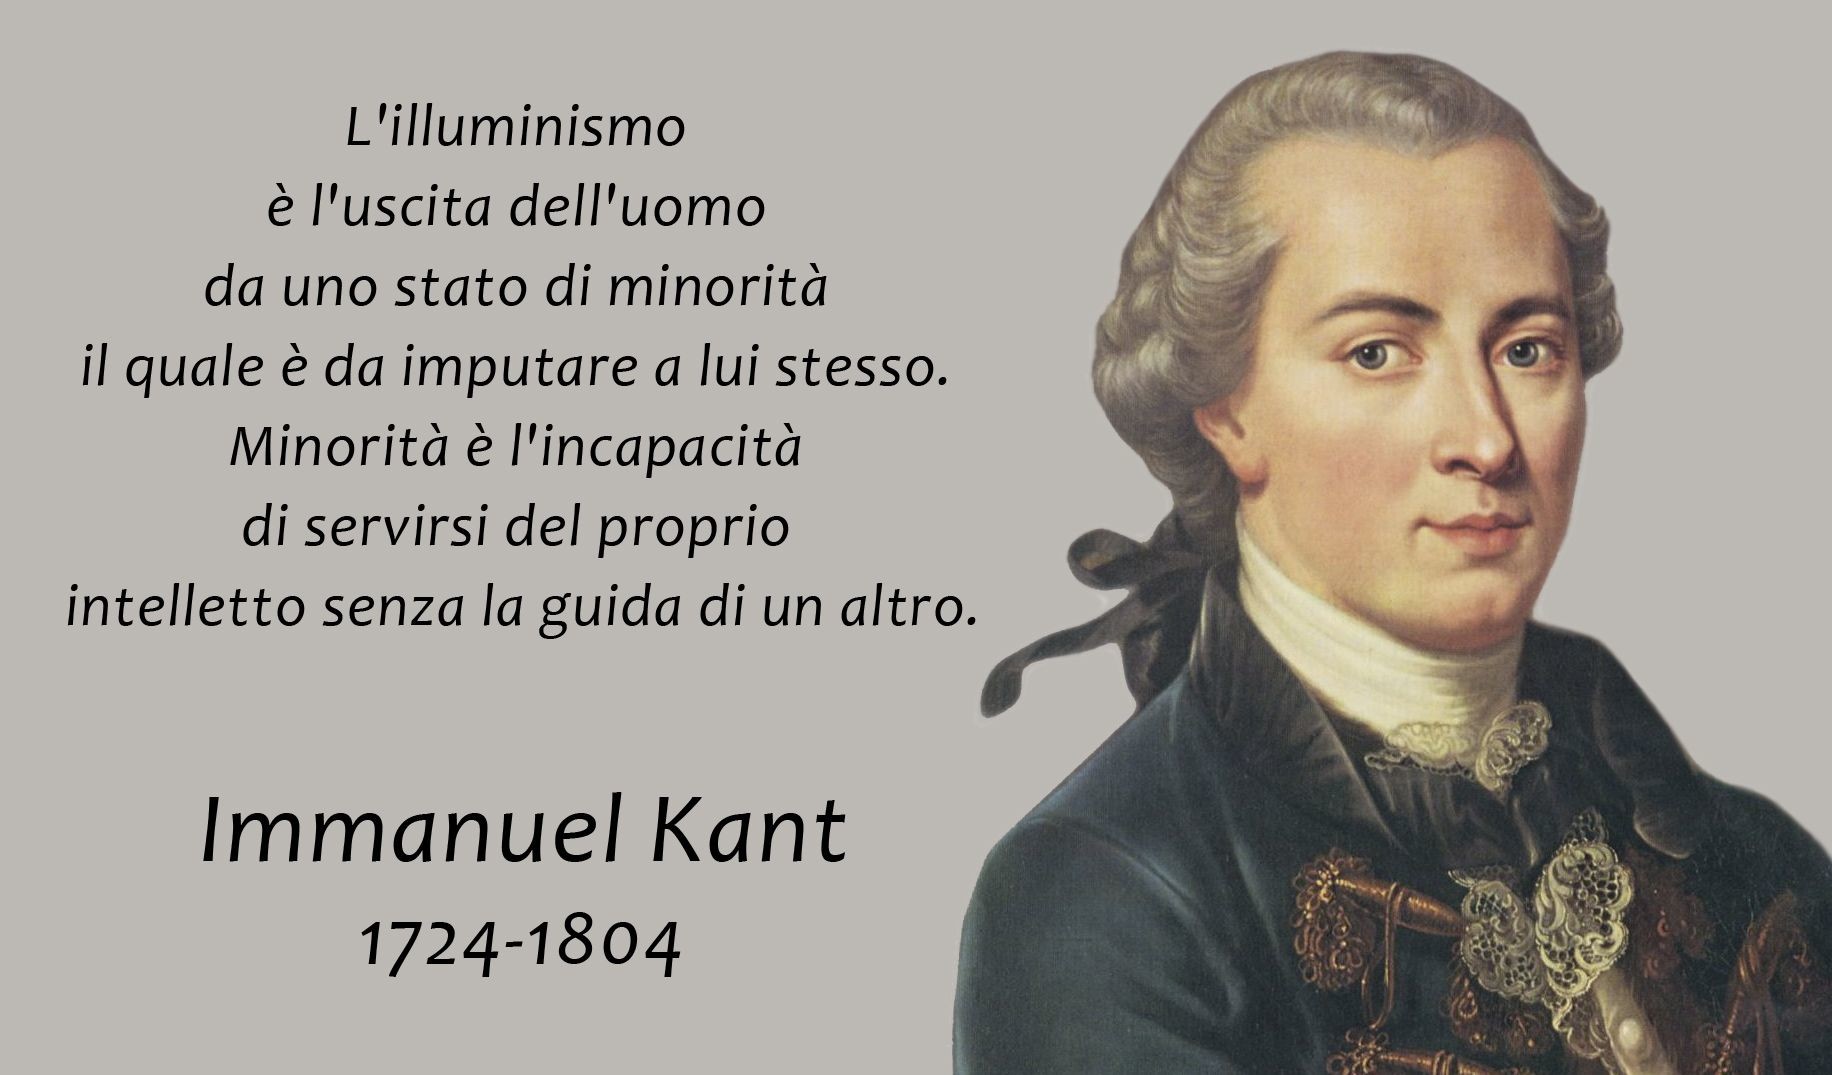 L'illuminismo
è l'uscita dell'uomo
da uno stato di minorità
il quale è da imputare a lui stesso.
Minorità è l'incapacità
di servirsi del proprio
intelletto senza la guida di un altro.
Immanuel Kant
1724-1804